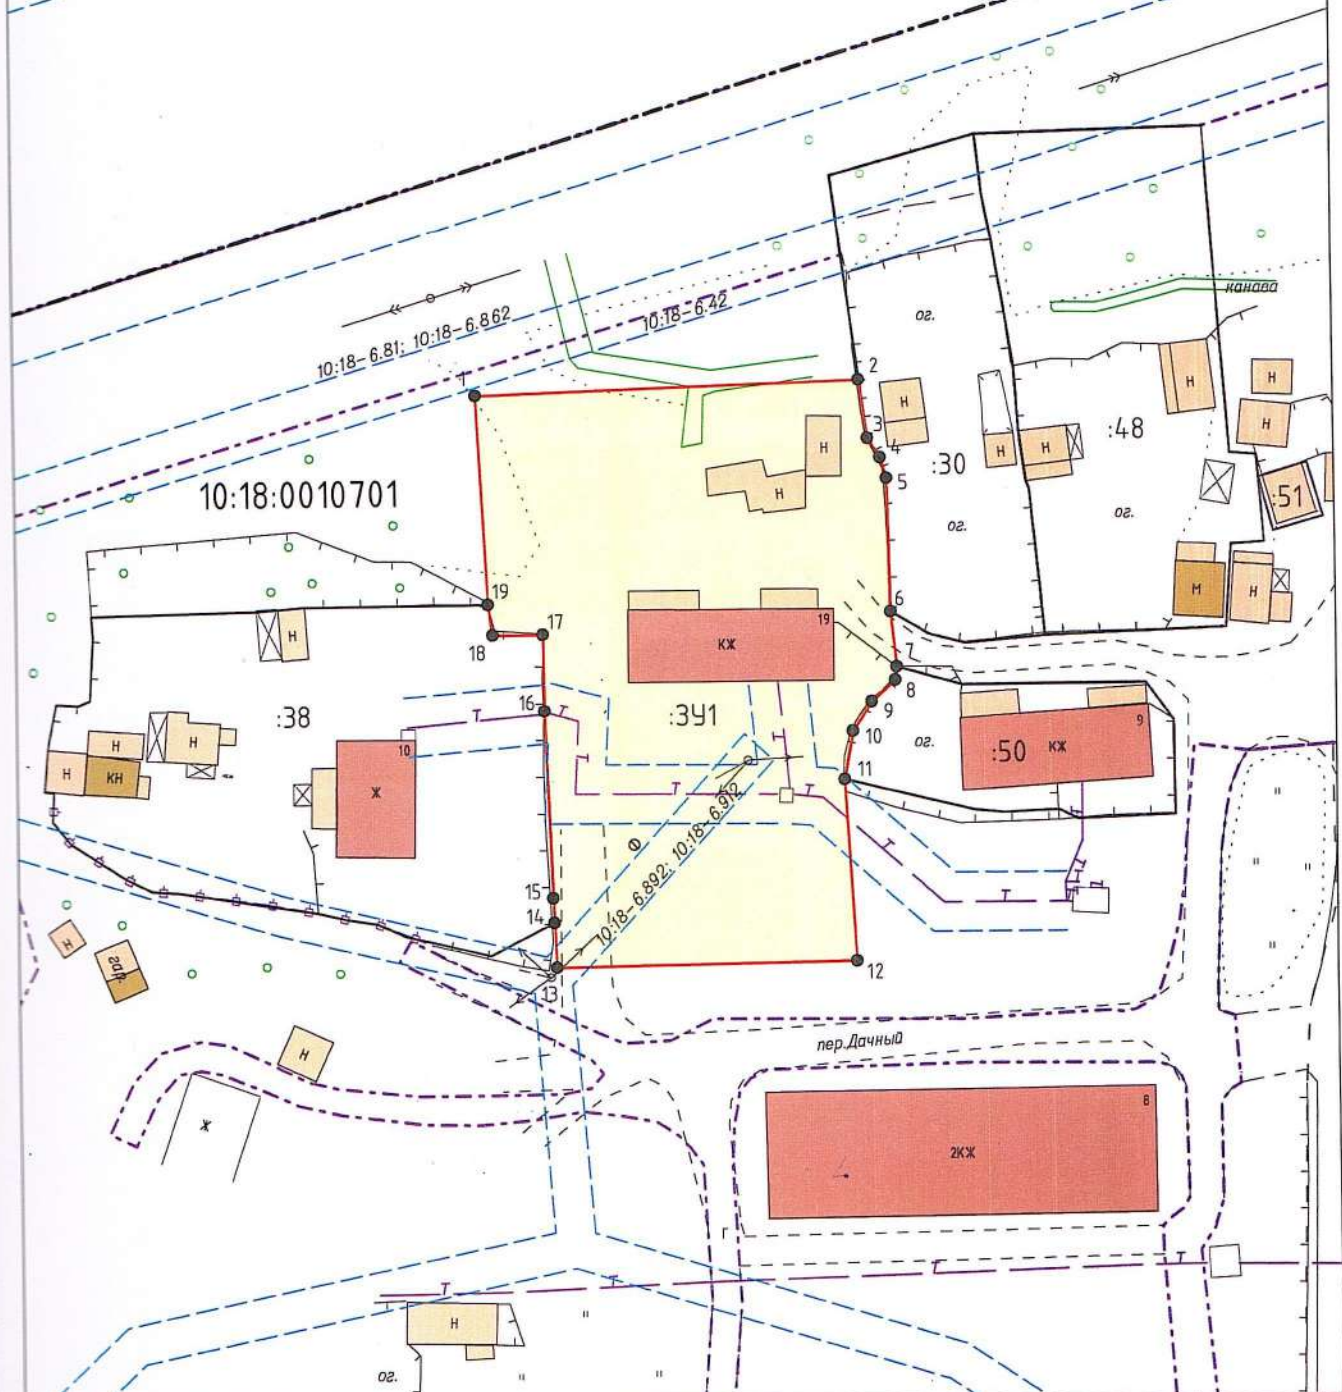 канава
10:18-6.42
10:18-6.81; 10:18-6.862
1
2
ог.
Н
Н
Н
3
:48
Н
Н
4
Н
Н
:30
5
Н
:51
10:18:0010701
ог.
ог.
М
Н
19
6
19
17
Н
КЖ
18
7
8
16
Т
:ЗУ1
9
:38
Т
10
9
ог.
:50
КЖ
Н
Н
10
Н
КН
Ж
11
Т
Т
Т
Т
Ф
10:18-6.892; 10:18-6.912
Т
15
14
12
13
Н
гар.
пер.Дачный
Н
Ж
8
2КЖ
Г
Т
Т
Т
Т
Н
ог.